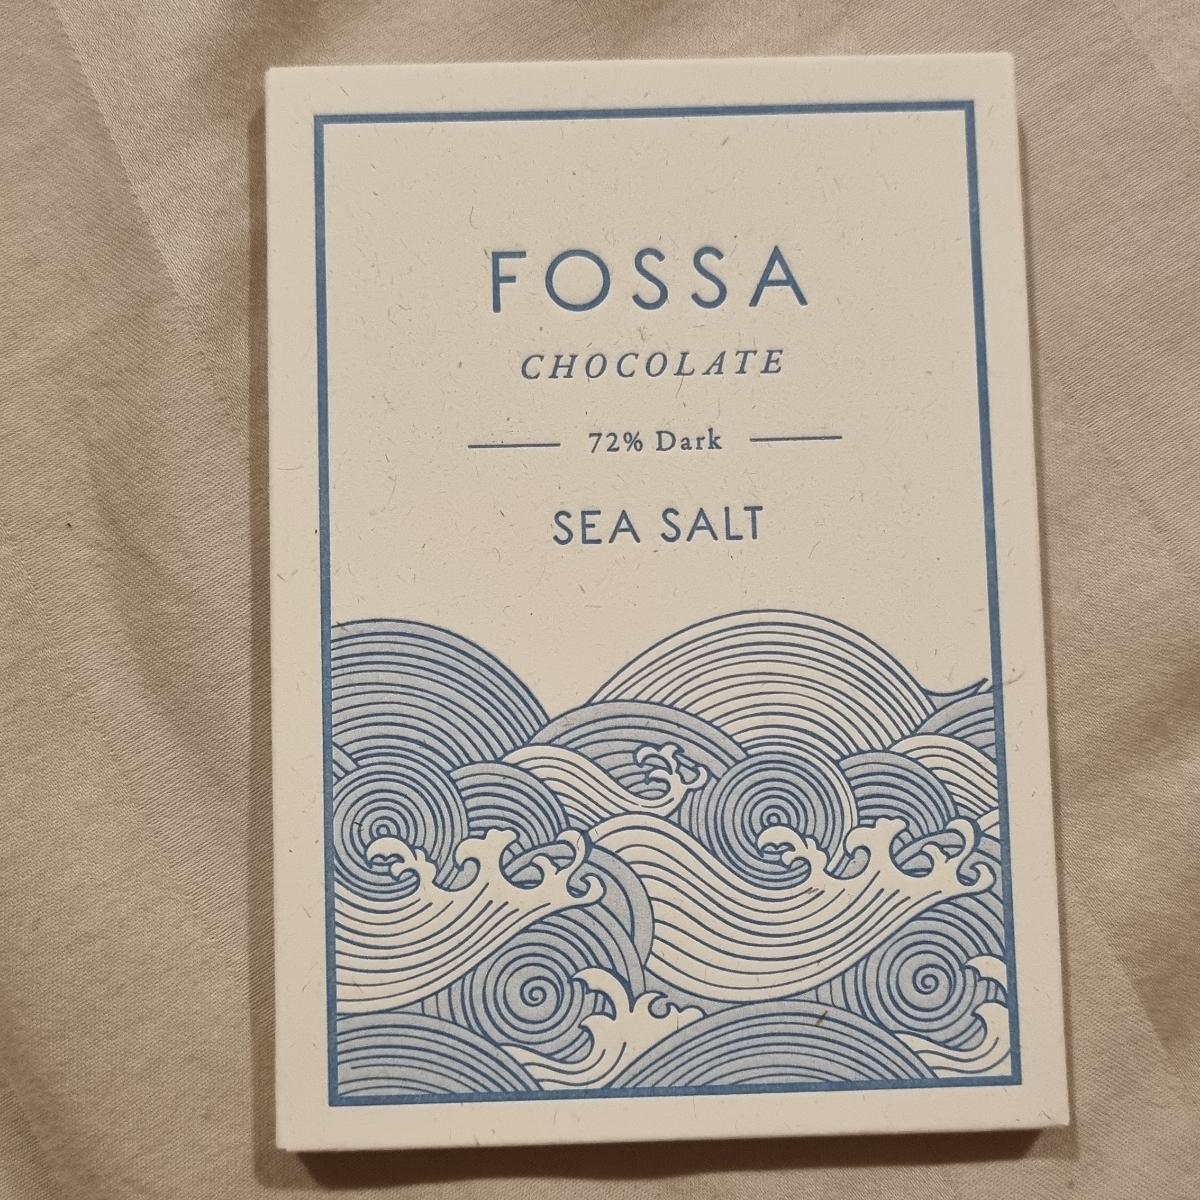 FOSSA
CHOCOLATE
72% Dark
SEA SALT